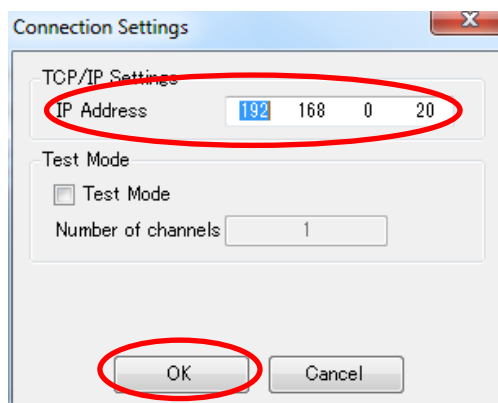 Connection Settings
x
TCP/IP Settings
IP Address 192 168 0 20
Test Mode
Test Mode
Number of channels 1
OK Cancel